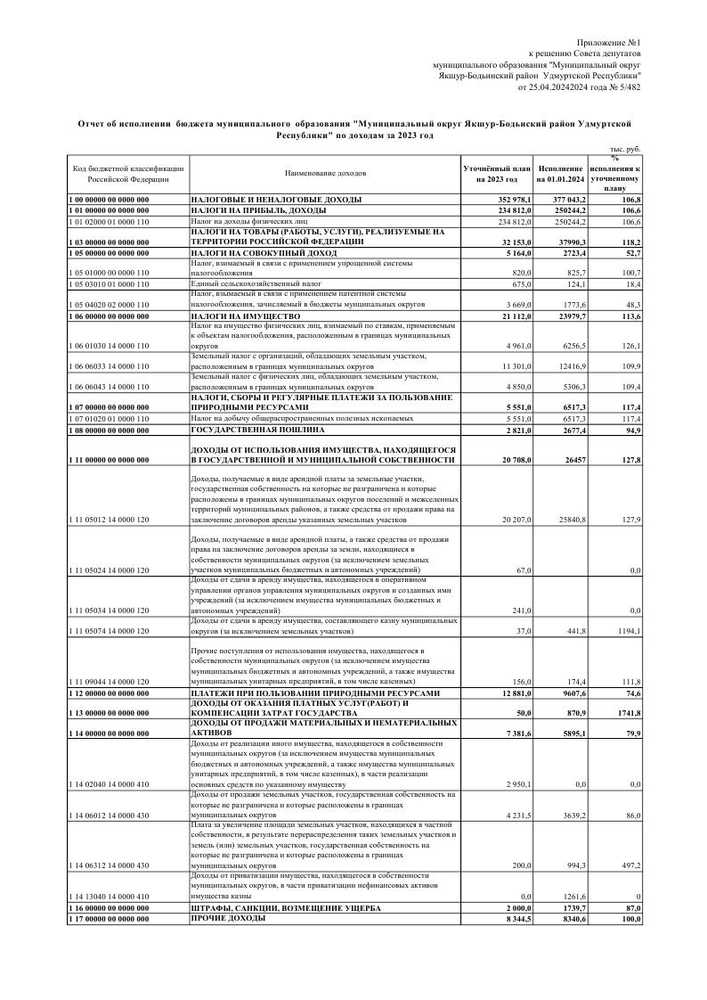 Приложение №1
к решению Совета депутатов
муниципального образования "Муниципальный округ
Якшур-Бодьинский район  Удмуртской Республики"
от 25.04.20242024 года № 5/482
Отчет об исполнении  бюджета муниципального  образования "Муниципальный округ Якшур-Бодьинский район Удмуртской
Республики" по доходам за 2023 год
тыс. руб.
Код бюджетной классификации
Российской Федерации
Наименование доходов
Уточнённый план
на 2023 год
Исполнение
на 01.01.2024
%
исполнения к
уточненному
плану
1 00 00000 00 0000 000 НАЛОГОВЫЕ И НЕНАЛОГОВЫЕ ДОХОДЫ 352 978,1 377 043,2 106,8
1 01 00000 00 0000 000 НАЛОГИ НА ПРИБЫЛЬ, ДОХОДЫ 234 812,0 250244,2 106,6
1 01 02000 01 0000 110 Налог на доходы физических лиц 234 812,0 250244,2 106,6
НАЛОГИ НА ТОВАРЫ (РАБОТЫ, УСЛУГИ), РЕАЛИЗУЕМЫЕ НА
1 03 00000 00 0000 000 ТЕРРИТОРИИ РОССИЙСКОЙ ФЕДЕРАЦИИ 32 153,0 37990,3 118,2
1 05 00000 00 0000 000 НАЛОГИ НА СОВОКУПНЫЙ ДОХОД 5 164,0 2723,4 52,7
Налог, взимаемый в связи с применением упрощенной системы
1 05 01000 00 0000 110 налогообложения 820,0 825,7 100,7
1 05 03010 01 0000 110 Единый сельскохозяйственный налог 675,0 124,1 18,4
Налог, взымаемый в связи с применением патентной системы
1 05 04020 02 0000 110 налогообложения, зачисляемый в бюджеты муниципальных округов 3 669,0 1773,6 48,3
1 06 00000 00 0000 000 НАЛОГИ НА ИМУЩЕСТВО 21 112,0 23979,7 113,6
Налог на имущество физических лиц, взимаемый по ставкам, применяемым
к объектам налогообложения, расположенным в границах муниципальных
1 06 01030 14 0000 110 округов 4 961,0 6256,5 126,1
Земельный налог с организаций, обладающих земельным участком,
1 06 06033 14 0000 110 расположенным в границах муниципальных округов 11 301,0 12416,9 109,9
Земельный налог с физических лиц, обладающих земельным участком,
1 06 06043 14 0000 110 расположенным в границах муниципальных округов 4 850,0 5306,3 109,4
НАЛОГИ, СБОРЫ И РЕГУЛЯРНЫЕ ПЛАТЕЖИ ЗА ПОЛЬЗОВАНИЕ
1 07 00000 00 0000 000 ПРИРОДНЫМИ РЕСУРСАМИ 5 551,0 6517,3 117,4
1 07 01020 01 0000 110 Налог на добычу общераспространенных полезных ископаемых 5 551,0 6517,3 117,4
1 08 00000 00 0000 000 ГОСУДАРСТВЕННАЯ ПОШЛИНА 2 821,0 2677,4 94,9
ДОХОДЫ ОТ ИСПОЛЬЗОВАНИЯ ИМУЩЕСТВА, НАХОДЯЩЕГОСЯ
1 11 00000 00 0000 000 В ГОСУДАРСТВЕННОЙ И МУНИЦИПАЛЬНОЙ СОБСТВЕННОСТИ 20 708,0 26457 127,8
Доходы, получаемые в виде арендной платы за земельные участки,
государственная собственность на которые не разграничена и которые
расположены в границах муниципальных округов поселений и межселенных
территорий муниципальных районов, а также средства от продажи права на
1 11 05012 14 0000 120 заключение договоров аренды указанных земельных участков 20 207,0 25840,8 127,9
Доходы, получаемые в виде арендной платы, а также средства от продажи
права на заключение договоров аренды за земли, находящиеся в
собственности муниципальных округов (за исключением земельных
1 11 05024 14 0000 120 участков муниципальных бюджетных и автономных учреждений) 67,0 0,0
Доходы от сдачи в аренду имущества, находящегося в оперативном
управлении органов управления муниципальных округов и созданных ими
учреждений (за исключением имущества муниципальных бюджетных и
1 11 05034 14 0000 120 автономных учреждений) 241,0 0,0
Доходы от сдачи в аренду имущества, составляющего казну муниципальных
1 11 05074 14 0000 120 округов (за исключением земельных участков) 37,0 441,8 1194,1
Прочие поступления от использования имущества, находящегося в
собственности муниципальных округов (за исключением имущества
муниципальных бюджетных и автономных учреждений, а также имущества
1 11 09044 14 0000 120 муниципальных унитарных предприятий, в том числе казенных) 156,0 174,4 111,8
1 12 00000 00 0000 000 ПЛАТЕЖИ ПРИ ПОЛЬЗОВАНИИ ПРИРОДНЫМИ РЕСУРСАМИ 12 881,0 9607,6 74,6
ДОХОДЫ ОТ ОКАЗАНИЯ ПЛАТНЫХ УСЛУГ(РАБОТ) И
1 13 00000 00 0000 000 КОМПЕНСАЦИИ ЗАТРАТ ГОСУДАРСТВА 50,0 870,9 1741,8
ДОХОДЫ ОТ ПРОДАЖИ МАТЕРИАЛЬНЫХ И НЕМАТЕРИАЛЬНЫХ
1 14 00000 00 0000 000 АКТИВОВ 7 381,6 5895,1 79,9
Доходы от реализации иного имущества, находящегося в собственности
муниципальных округов (за исключением имущества муниципальных
бюджетных и автономных учреждений, а также имущества муниципальных
унитарных предприятий, в том числе казенных), в части реализации
1 14 02040 14 0000 410 основных средств по указанному имуществу 2 950,1 0,0 0,0
Доходы от продажи земельных участков, государственная собственность на
которые не разграничена и которые расположены в границах
1 14 06012 14 0000 430 муниципальных округов 4 231,5 3639,2 86,0
Плата за увеличение площади земельных участков, находящихся в частной
собственности, в результате перераспределения таких земельных участков и
земель (или) земельных участков, государственная собственность на
которые не разграничена и которые расположены в границах
1 14 06312 14 0000 430 муниципальных округов 200,0 994,3 497,2
Доходы от приватизации имущества, находящегося в собственности
муниципальных округов, в части приватизации нефинансовых активов
1 14 13040 14 0000 410 имущества казны 0,0 1261,6 0
1 16 00000 00 0000 000 ШТРАФЫ, САНКЦИИ, ВОЗМЕЩЕНИЕ УЩЕРБА 2 000,0 1739,7 87,0
1 17 00000 00 0000 000 ПРОЧИЕ ДОХОДЫ 8 344,5 8340,6 100,0